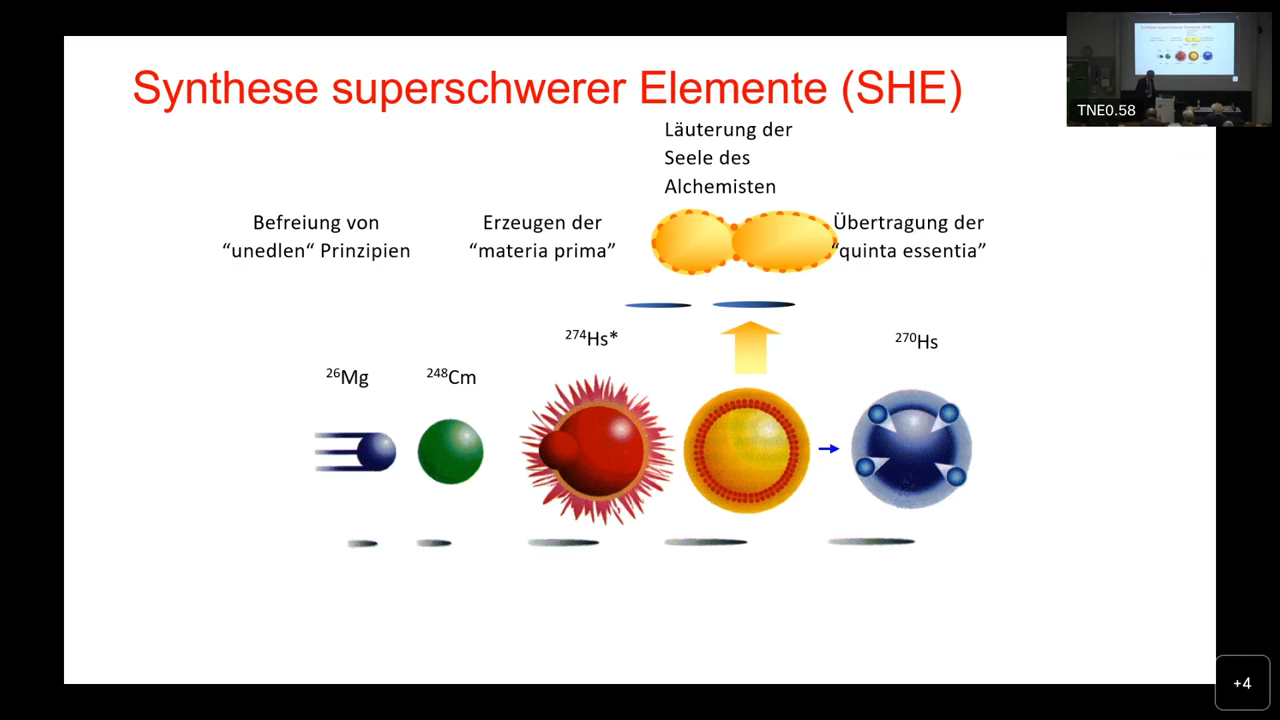 Synthese superschwerer Elemente (SHE)
TNE0.58
Läuterung der
Seele des
Alchemisten
Befreiung von
“unedlen“ Prinzipien
Erzeugen der
“materia prima”
Übertragung der
“quinta essentia”
²⁶Mg
²⁴⁸Cm
²⁷⁴Hs*
²⁷⁰Hs
+4